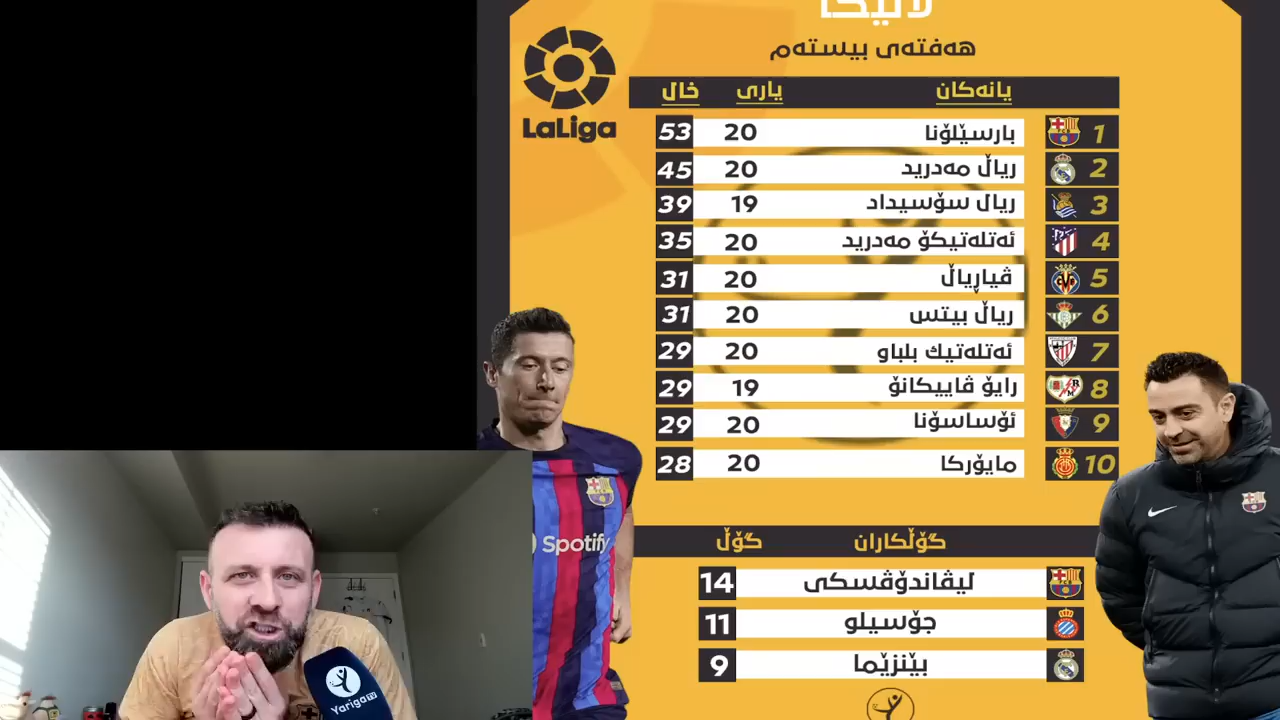 لالیگا
هەفتەی بیستەم
LaLiga
یانەکان یاری خاڵ
1 بارسێلۆنا 20 53
2 ریاڵ مەدرید 20 45
3 ریال سۆسیداد 19 39
4 ئەتلەتیکۆ مەدرید 20 35
5 ڤیاڕیاڵ 20 31
6 ریاڵ بیتس 20 31
7 ئەتلەتیك بلباو 20 29
8 رایۆ ڤاییکانۆ 19 29
9 ئۆساسۆنا 20 29
10 مایۆرکا 20 28
گۆڵکاران گۆڵ
لیڤاندۆڤسکی 14
جۆسیلو 11
بێنزێما 9
Spotify
Yariga TV